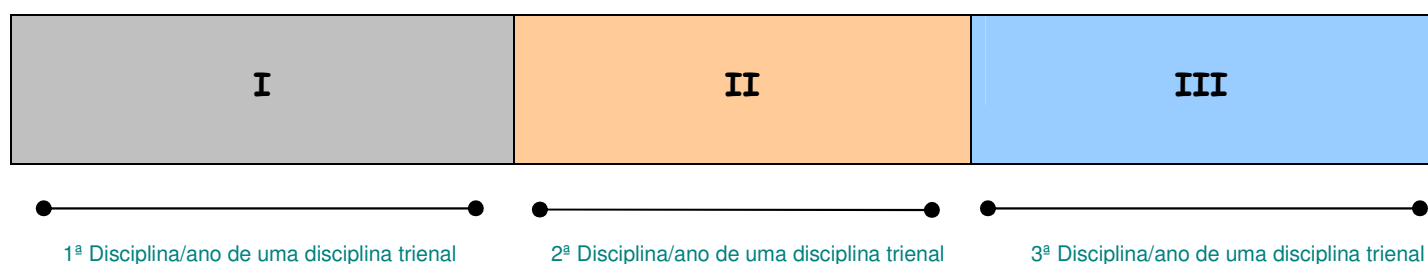 I
II
III
1ª Disciplina/ano de uma disciplina trienal
2ª Disciplina/ano de uma disciplina trienal
3ª Disciplina/ano de uma disciplina trienal